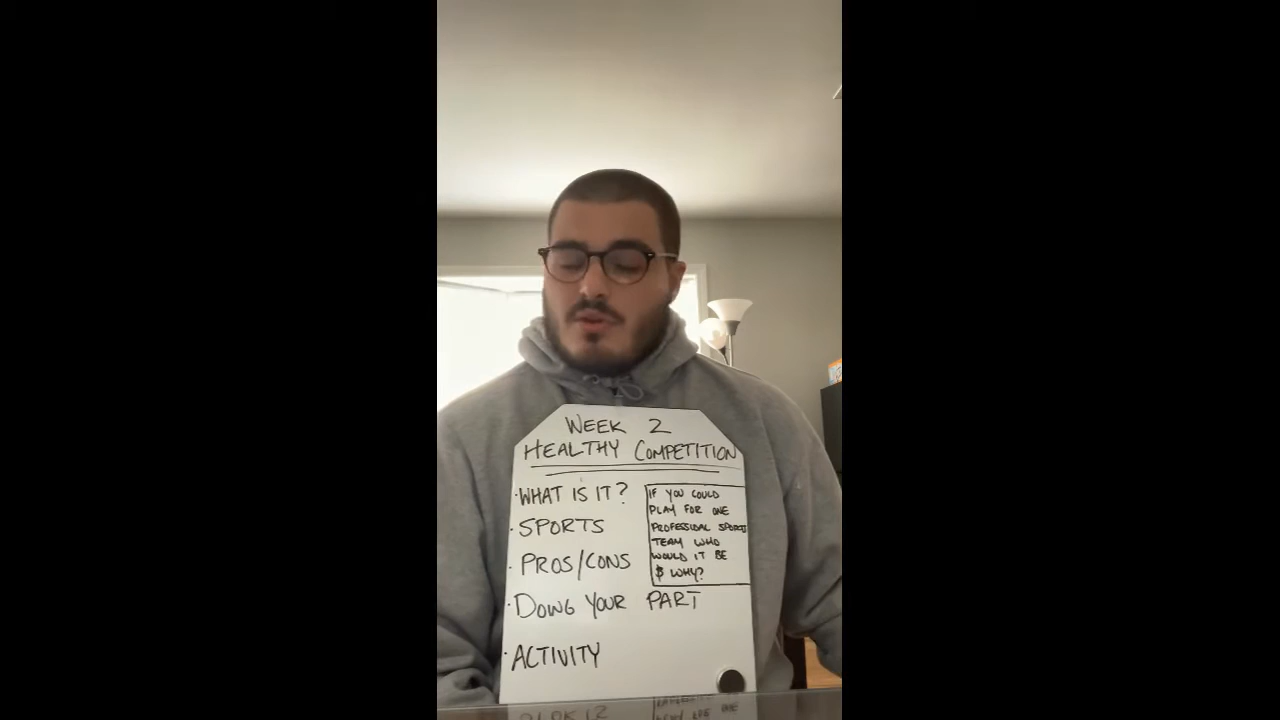 WEEK 2
HEALTHY COMPETITION
· WHAT IS IT?
· SPORTS
· PROS/CONS
· DOING YOUR PART
· ACTIVITY
IF YOU COULD
PLAY FOR ONE
PROFESSIONAL SPORTS
TEAM WHO
WOULD IT BE
& WHY?